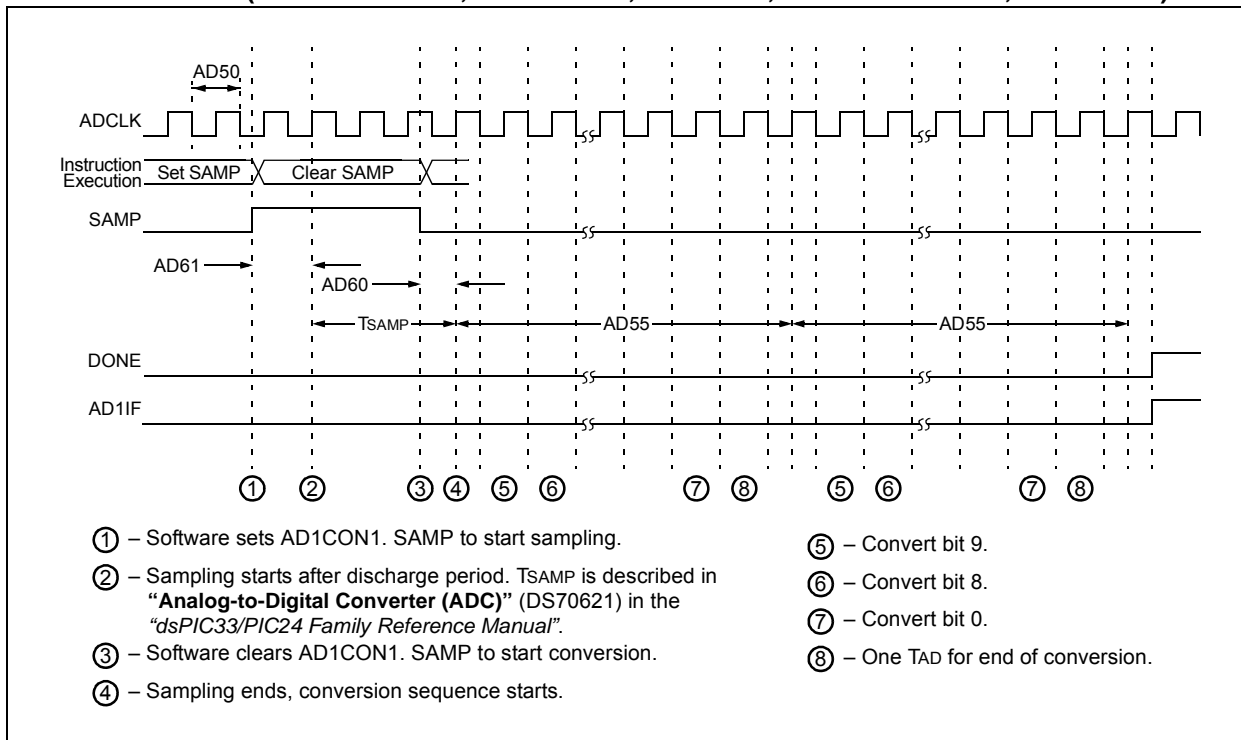 AD50
ADCLK
Instruction
Execution
Set SAMP
Clear SAMP
SAMP
AD61
AD60
TSAMP
AD55
AD55
DONE
AD1IF
1 2 3 4 5 6 7 8 5 6 7 8
1 – Software sets AD1CON1. SAMP to start sampling.
2 – Sampling starts after discharge period. TSAMP is described in
“Analog-to-Digital Converter (ADC)” (DS70621) in the
“dsPIC33/PIC24 Family Reference Manual”.
3 – Software clears AD1CON1. SAMP to start conversion.
4 – Sampling ends, conversion sequence starts.
5 – Convert bit 9.
6 – Convert bit 8.
7 – Convert bit 0.
8 – One TAD for end of conversion.